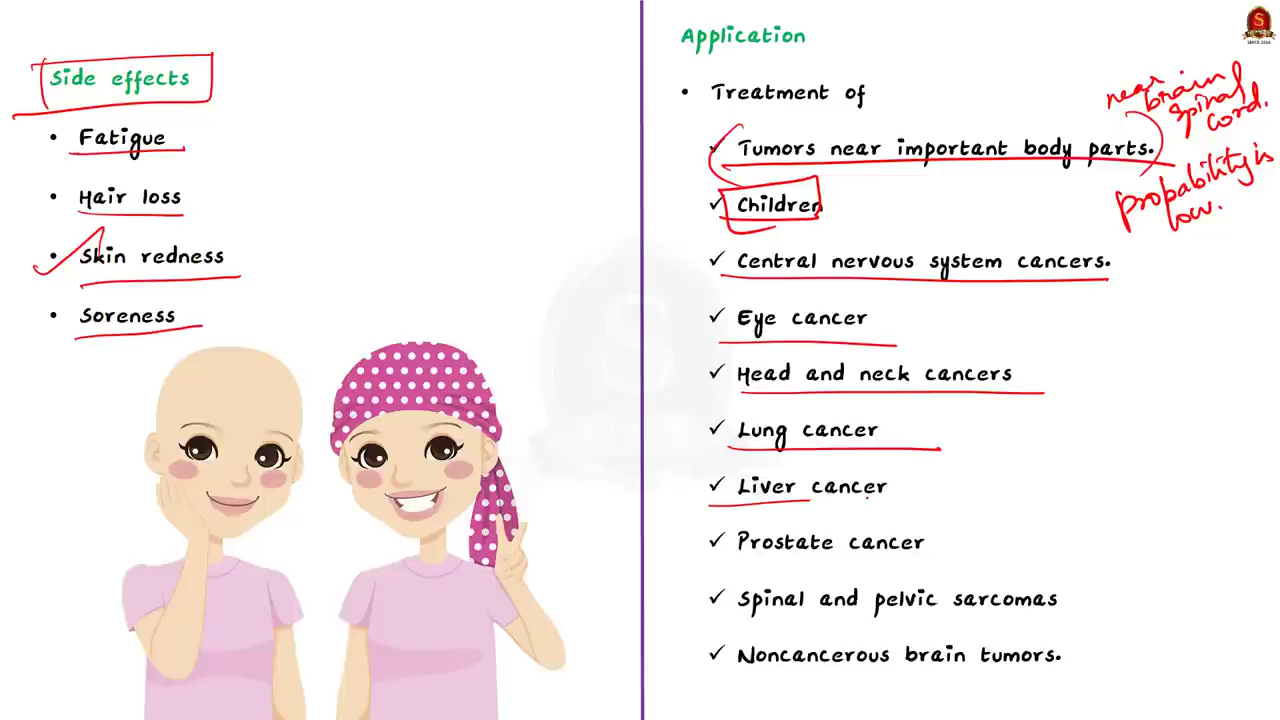 Side effects
• Fatigue
• Hair loss
• Skin redness
• Soreness
Application
• Treatment of
✓ Tumors near important body parts.
✓ Children
✓ Central nervous system cancers.
✓ Eye cancer
✓ Head and neck cancers
✓ Lung cancer
✓ Liver cancer
✓ Prostate cancer
✓ Spinal and pelvic sarcomas
✓ Noncancerous brain tumors.
near
brain
spinal
cord.
probability is
low.
S
SINCE 2004